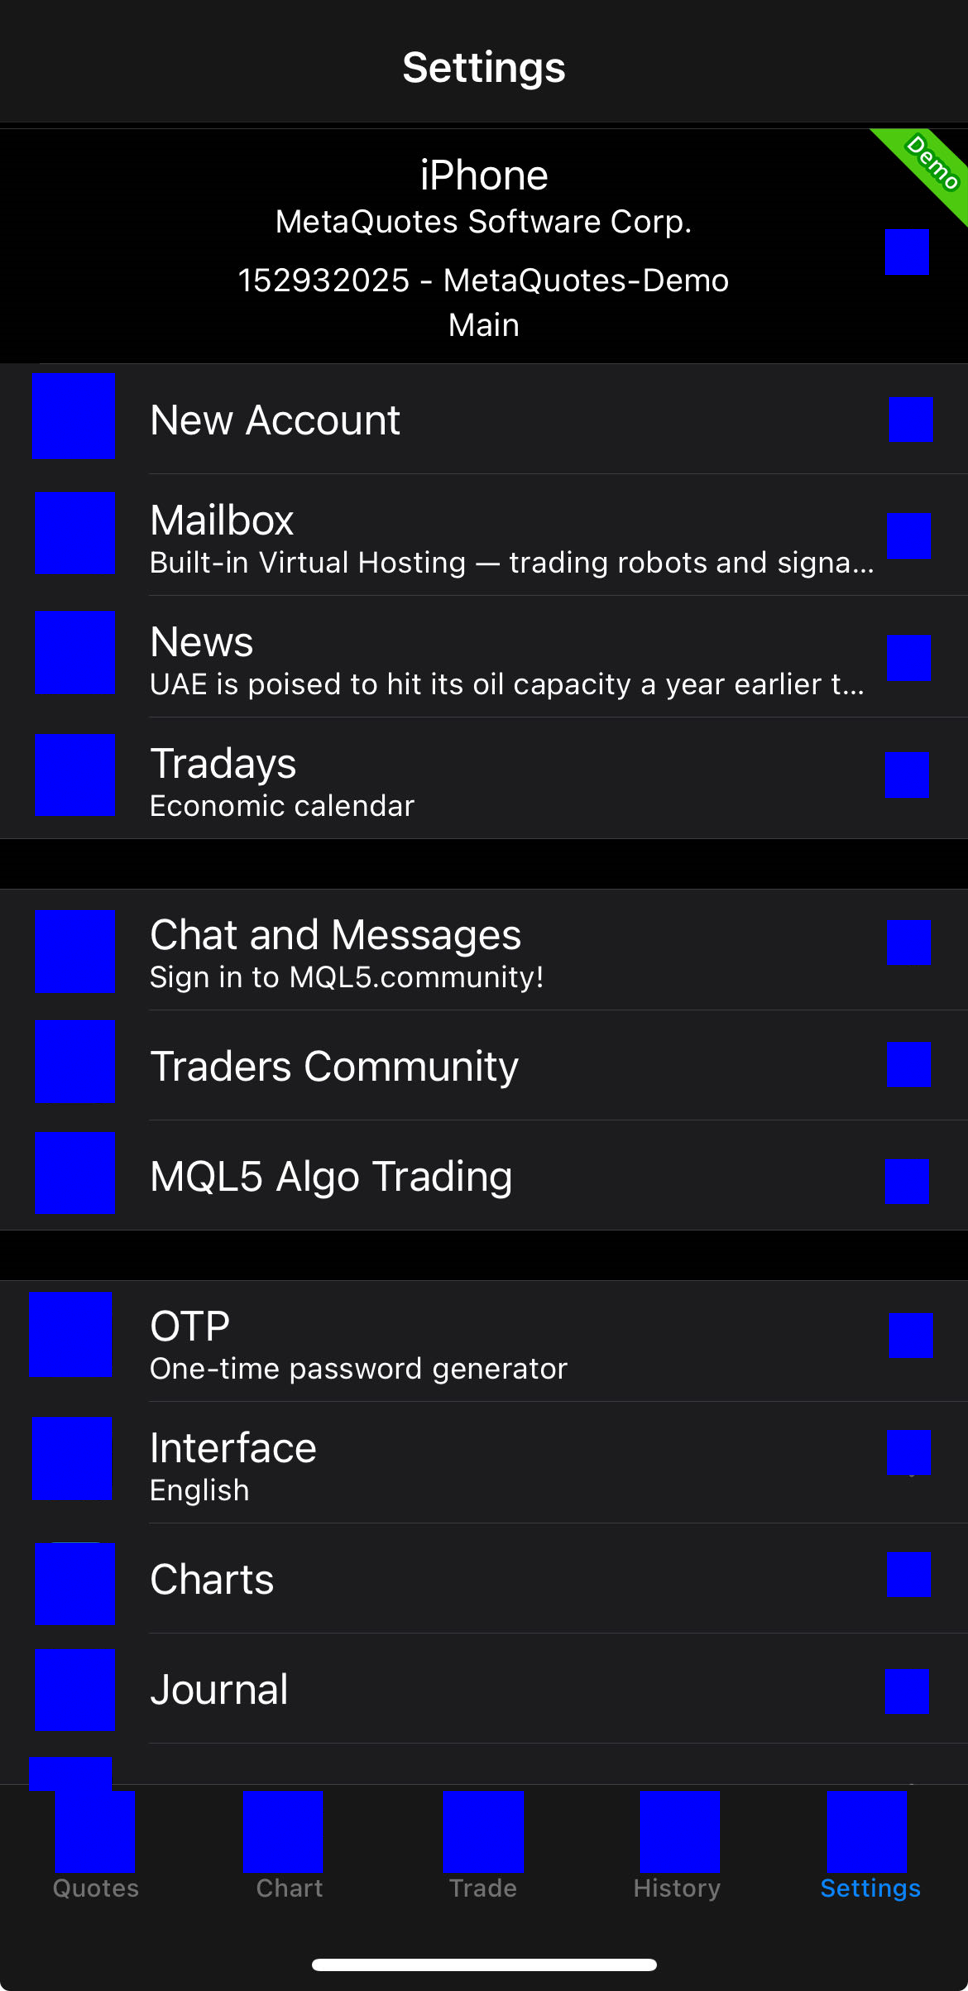 Settings
Demo
iPhone
MetaQuotes Software Corp.
152932025 - MetaQuotes-Demo
Main
New Account
Mailbox
Built-in Virtual Hosting — trading robots and signa...
News
UAE is poised to hit its oil capacity a year earlier t...
Tradays
Economic calendar
Chat and Messages
Sign in to MQL5.community!
Traders Community
MQL5 Algo Trading
OTP
One-time password generator
Interface
English
Charts
Journal
Quotes
Chart
Trade
History
Settings